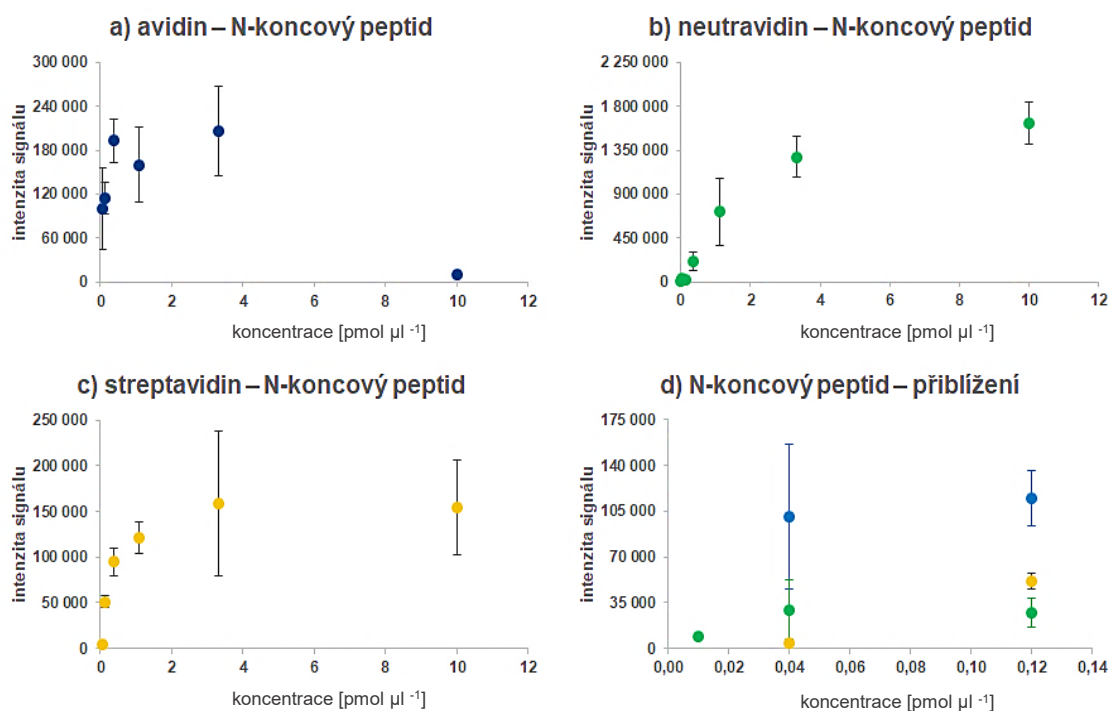 a) avidin – N-koncový peptid
300 000
240 000
180 000
120 000
60 000
0
intenzita signálu
0 2 4 6 8 10 12
koncentrace [pmol µl -1]
b) neutravidin – N-koncový peptid
2 250 000
1 800 000
1 350 000
900 000
450 000
0
intenzita signálu
0 2 4 6 8 10 12
koncentrace [pmol µl -1]
c) streptavidin – N-koncový peptid
250 000
200 000
150 000
100 000
50 000
0
intenzita signálu
0 2 4 6 8 10 12
koncentrace [pmol µl -1]
d) N-koncový peptid – přiblížení
175 000
140 000
105 000
70 000
35 000
0
intenzita signálu
0,00 0,02 0,04 0,06 0,08 0,10 0,12 0,14
koncentrace [pmol µl -1]